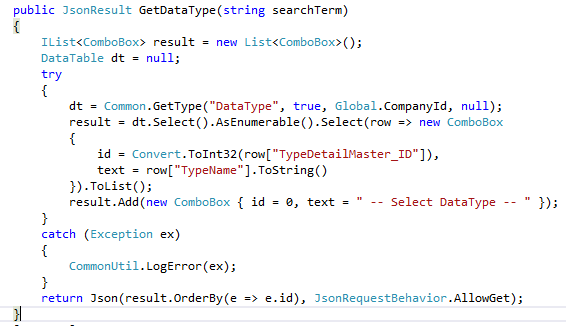 public JsonResult GetDataType(string searchTerm)
{
IList<ComboBox> result = new List<ComboBox>();
DataTable dt = null;
try
{
dt = Common.GetType("DataType", true, Global.CompanyId, null);
result = dt.Select().AsEnumerable().Select(row => new ComboBox
{
id = Convert.ToInt32(row["TypeDetailMaster_ID"]),
text = row["TypeName"].ToString()
}).ToList();
result.Add(new ComboBox { id = 0, text = " -- Select DataType -- " });
}
catch (Exception ex)
{
CommonUtil.LogError(ex);
}
return Json(result.OrderBy(e => e.id), JsonRequestBehavior.AllowGet);
}